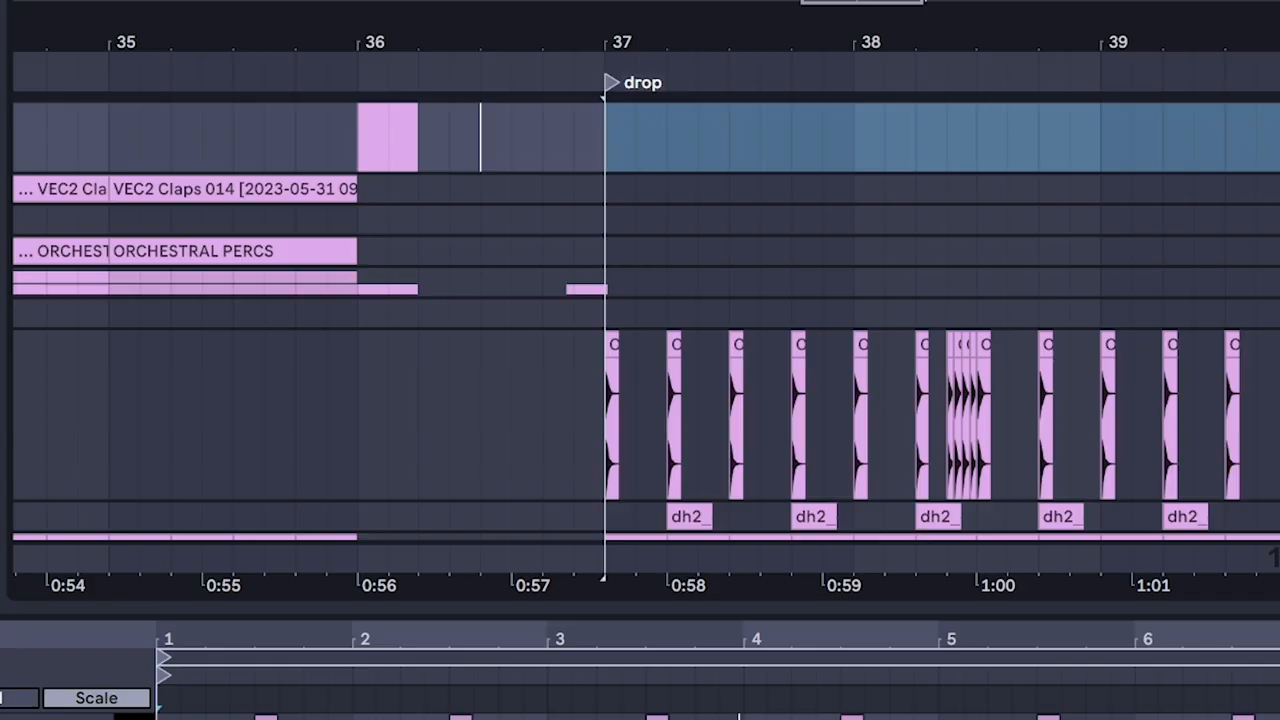 35 36 37 38 39
drop
... VEC2 Cla VEC2 Claps 014 [2023-05-31 09
... ORCHEST ORCHESTRAL PERCS
C C C C C C C C C C C C C
dh2_ dh2_ dh2_ dh2_ dh2_
0:54 0:55 0:56 0:57 0:58 0:59 1:00 1:01
1 2 3 4 5 6
Scale